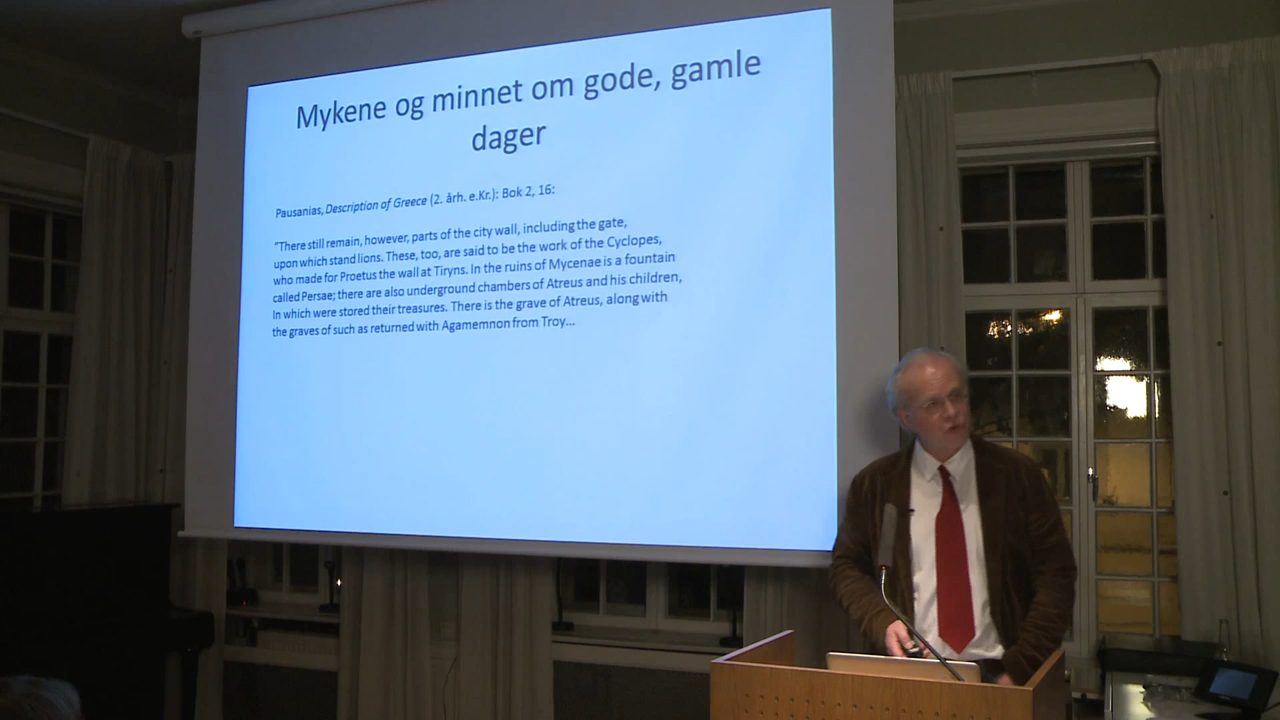 Mykene og minnet om gode, gamle
dager
Pausanias, Description of Greece (2. årh. e.Kr.): Bok 2, 16:
"There still remain, however, parts of the city wall, including the gate,
upon which stand lions. These, too, are said to be the work of the Cyclopes,
who made for Proetus the wall at Tiryns. In the ruins of Mycenae is a fountain
called Persae; there are also underground chambers of Atreus and his children,
In which were stored their treasures. There is the grave of Atreus, along with
the graves of such as returned with Agamemnon from Troy...